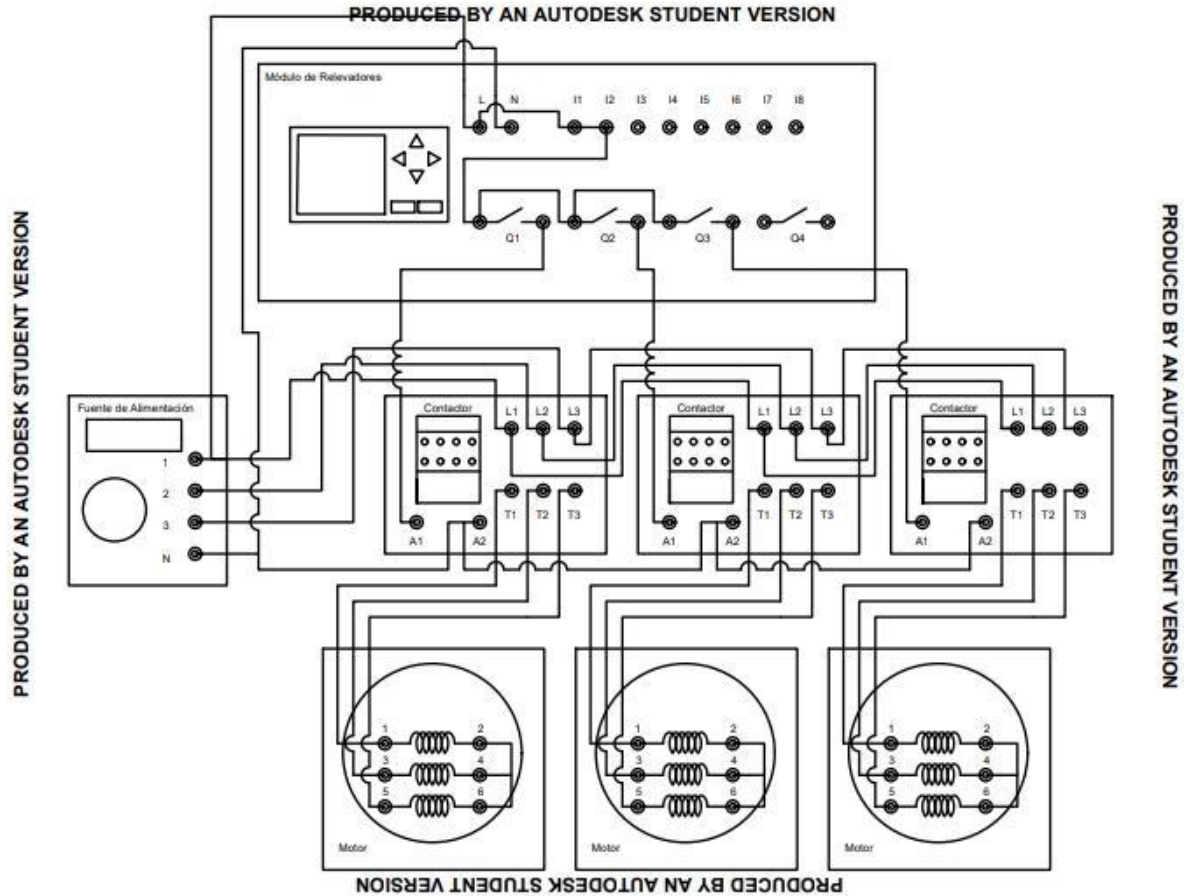 PRODUCED BY AN AUTODESK STUDENT VERSION
Módulo de Relevadores
L N I1 I2 I3 I4 I5 I6 I7 I8
Q1 Q2 Q3 Q4
PRODUCED BY AN AUTODESK STUDENT VERSION
PRODUCED BY AN AUTODESK STUDENT VERSION
Fuente de Alimentación
1
2
3
N
Contactor L1 L2 L3
T1 T2 T3
A1 A2
Contactor L1 L2 L3
T1 T2 T3
A1 A2
Contactor L1 L2 L3
T1 T2 T3
A1 A2
1 2
3 4
5 6
Motor
1 2
3 4
5 6
Motor
1 2
3 4
5 6
Motor
PRODUCED BY AN AUTODESK STUDENT VERSION